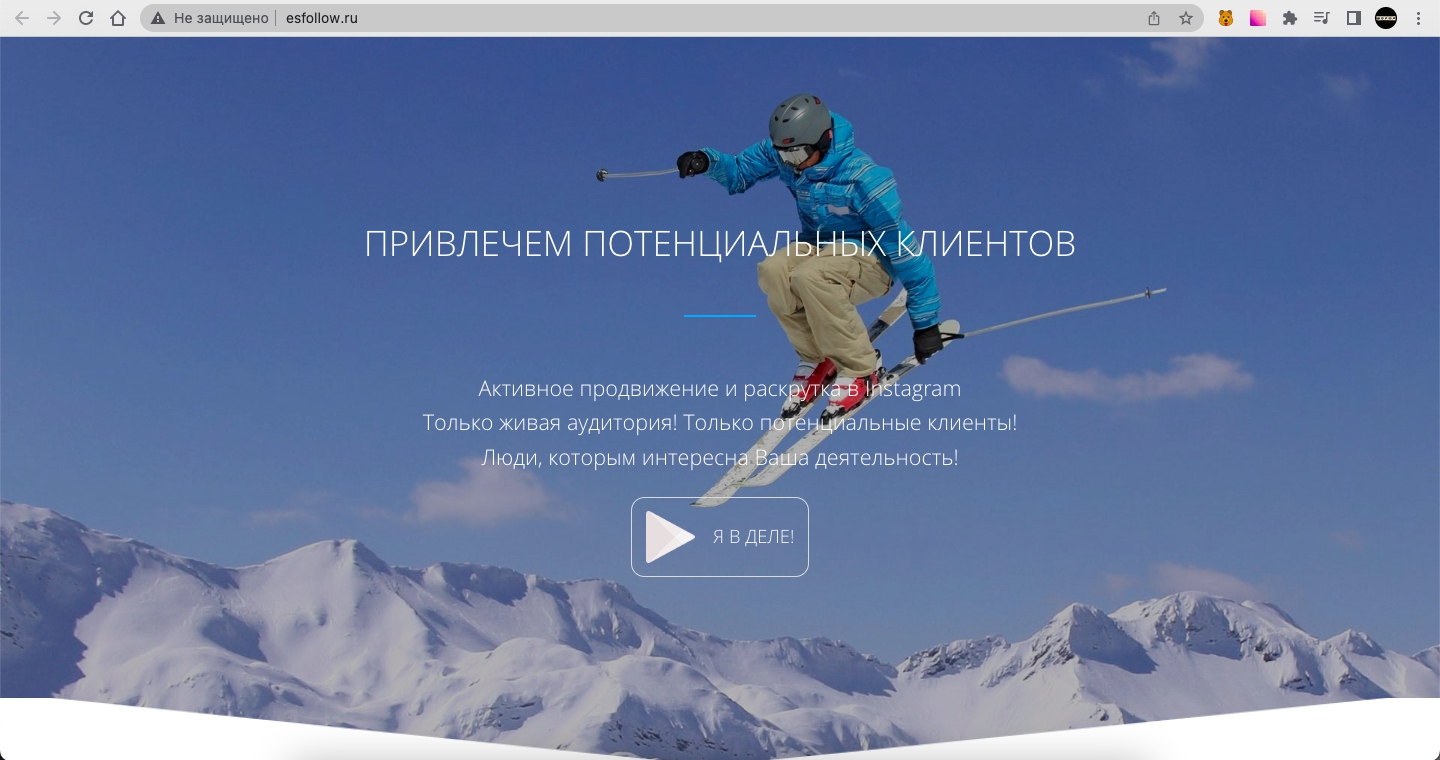 Не защищено
esfollow.ru
ПРИВЛЕЧЕМ ПОТЕНЦИАЛЬНЫХ КЛИЕНТОВ
Активное продвижение и раскрутка в Instagram
Только живая аудитория! Только потенциальные клиенты!
Люди, которым интересна Ваша деятельность!
Я В ДЕЛЕ!